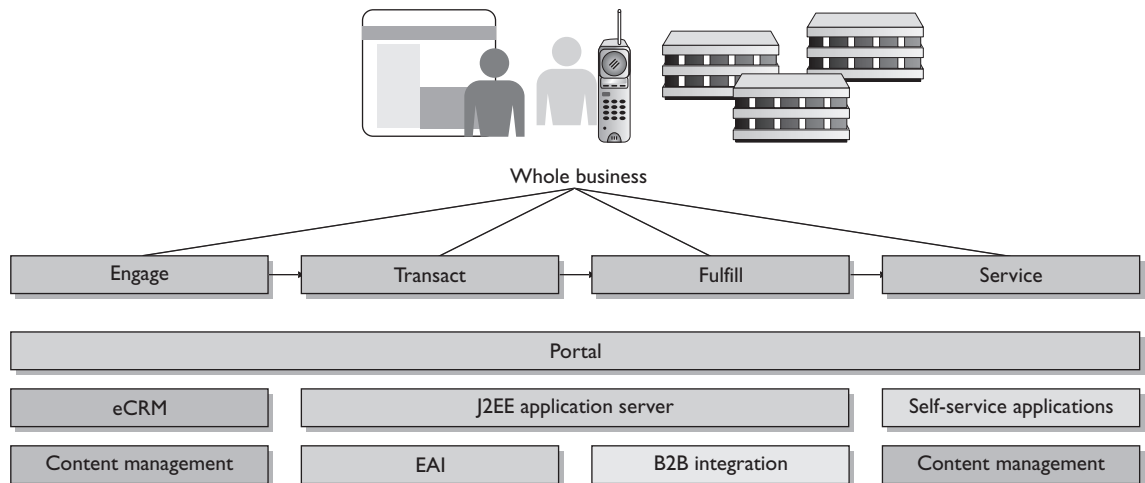 Whole business
Engage
Transact
Fulfill
Service
Portal
eCRM
J2EE application server
Self-service applications
Content management
EAI
B2B integration
Content management